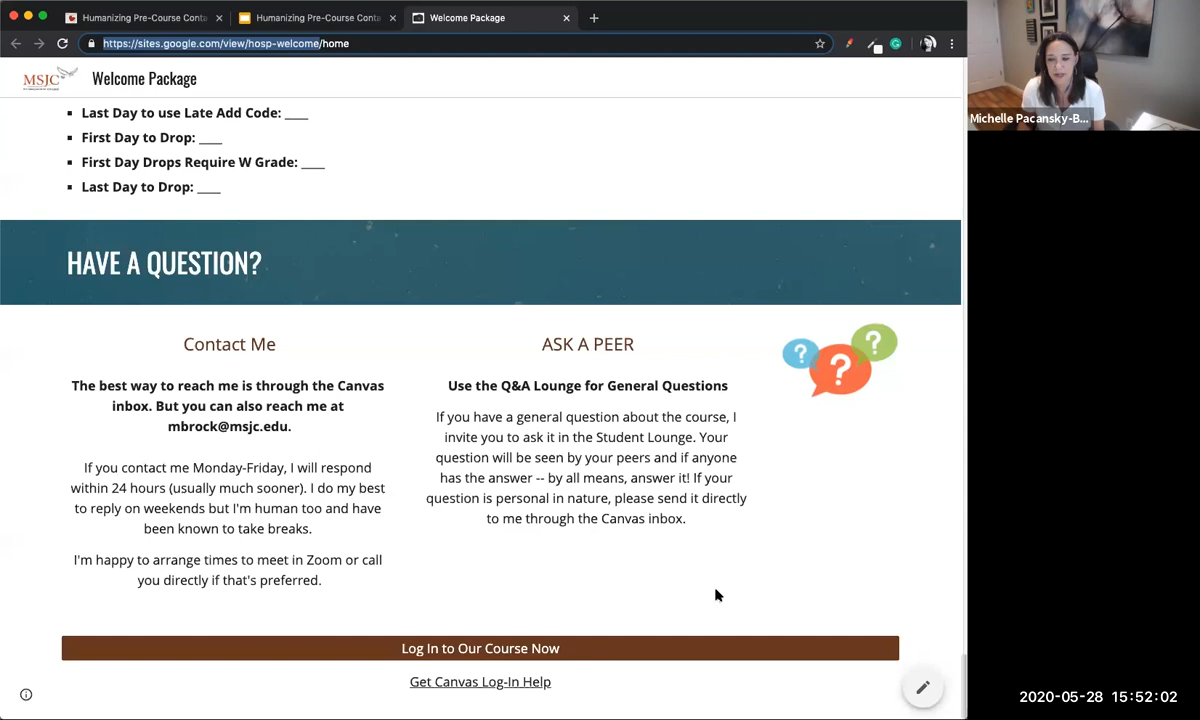 Humanizing Pre-Course Conta
Humanizing Pre-Course Conta
Welcome Package
https://sites.google.com/view/hosp-welcome/home
MSJC
Welcome Package
Last Day to use Late Add Code: ____
First Day to Drop: ____
First Day Drops Require W Grade: ____
Last Day to Drop: ____
HAVE A QUESTION?
Contact Me
The best way to reach me is through the Canvas
inbox. But you can also reach me at
mbrock@msjc.edu.
If you contact me Monday-Friday, I will respond
within 24 hours (usually much sooner). I do my best
to reply on weekends but I'm human too and have
been known to take breaks.
I'm happy to arrange times to meet in Zoom or call
you directly if that's preferred.
ASK A PEER
Use the Q&A Lounge for General Questions
If you have a general question about the course, I
invite you to ask it in the Student Lounge. Your
question will be seen by your peers and if anyone
has the answer -- by all means, answer it! If your
question is personal in nature, please send it directly
to me through the Canvas inbox.
? ? ?
Log In to Our Course Now
Get Canvas Log-In Help
Michelle Pacansky-B...
2020-05-28 15:52:02